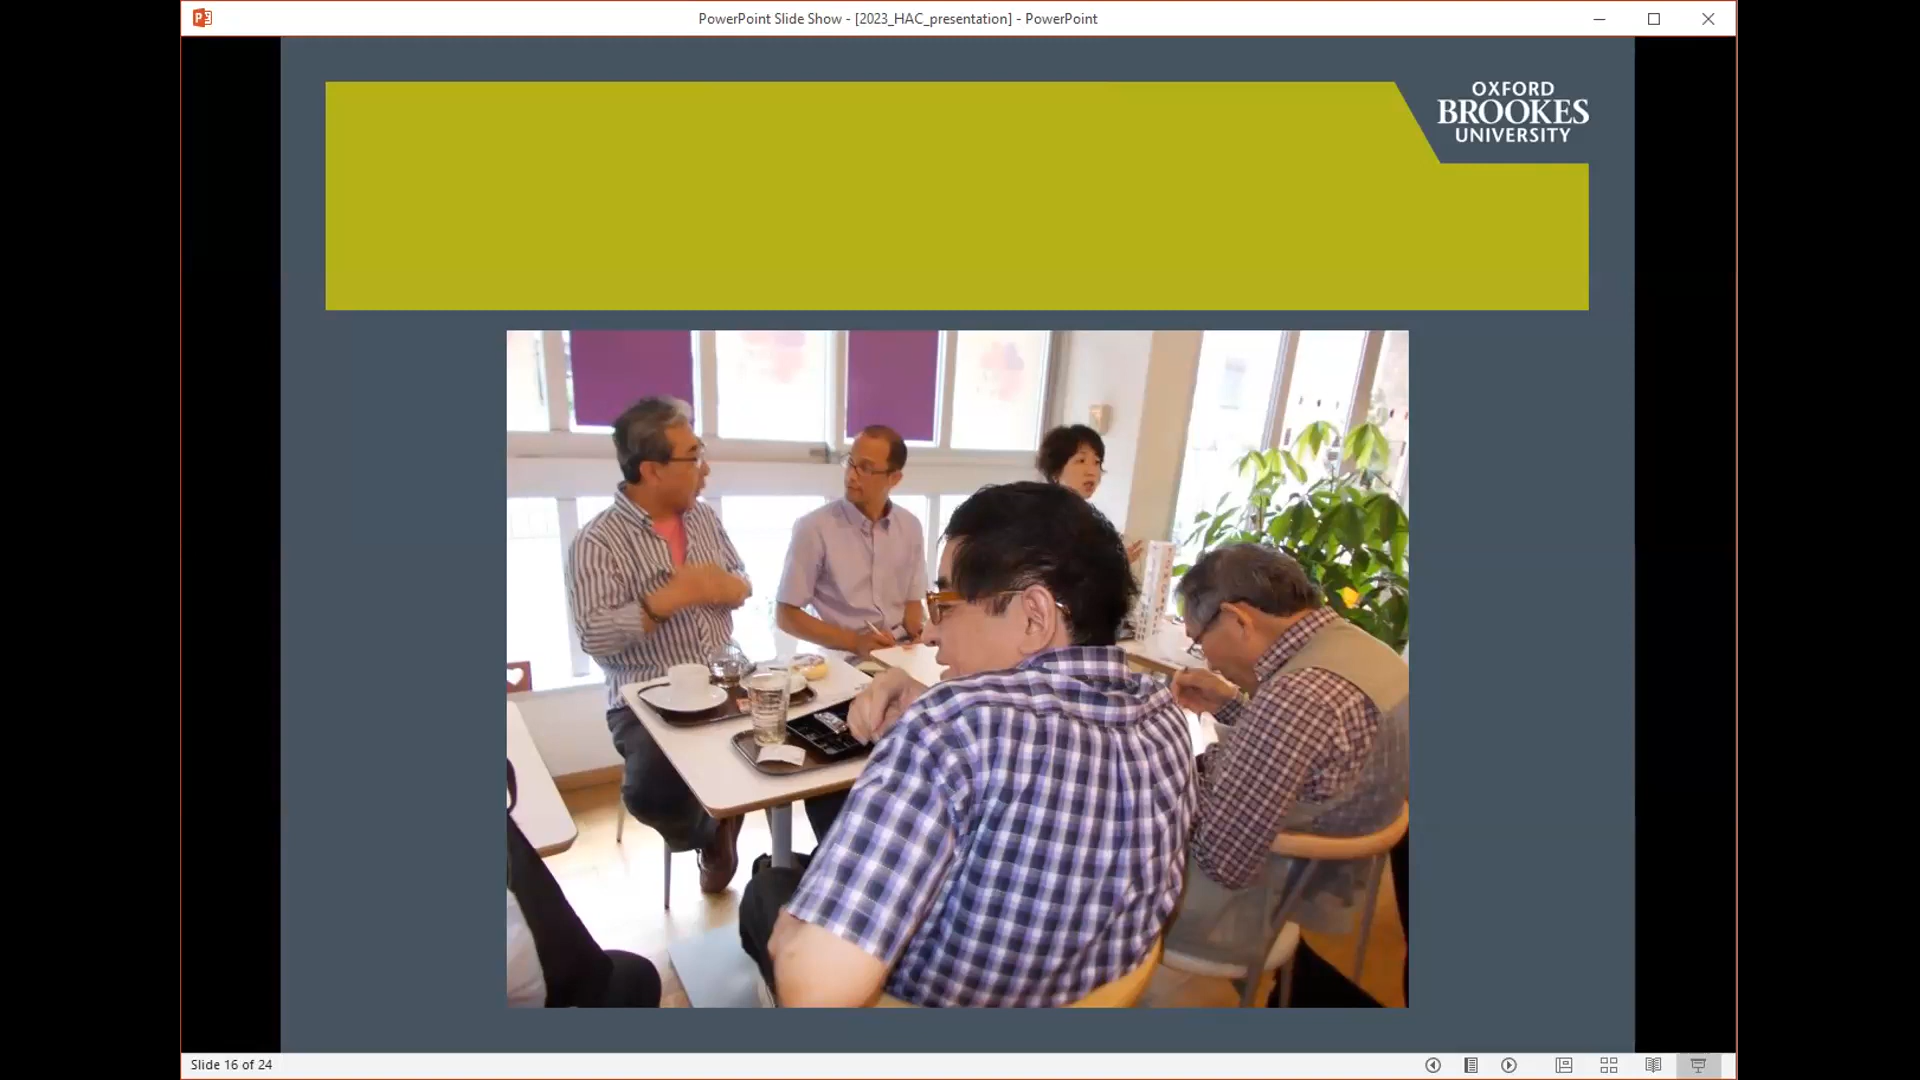 PowerPoint Slide Show - [2023_HAC_presentation] - PowerPoint
OXFORD
BROOKES
UNIVERSITY
Slide 16 of 24